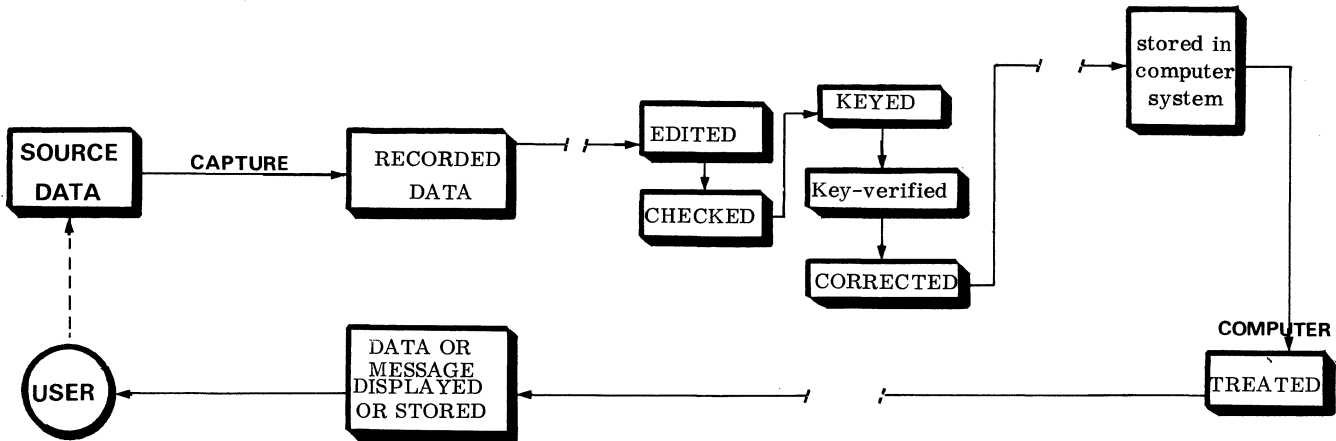 SOURCE
DATA
CAPTURE
RECORDED
DATA
EDITED
CHECKED
KEYED
Key-verified
CORRECTED
stored in
computer
system
COMPUTER
TREATED
DATA OR
MESSAGE
DISPLAYED
OR STORED
USER